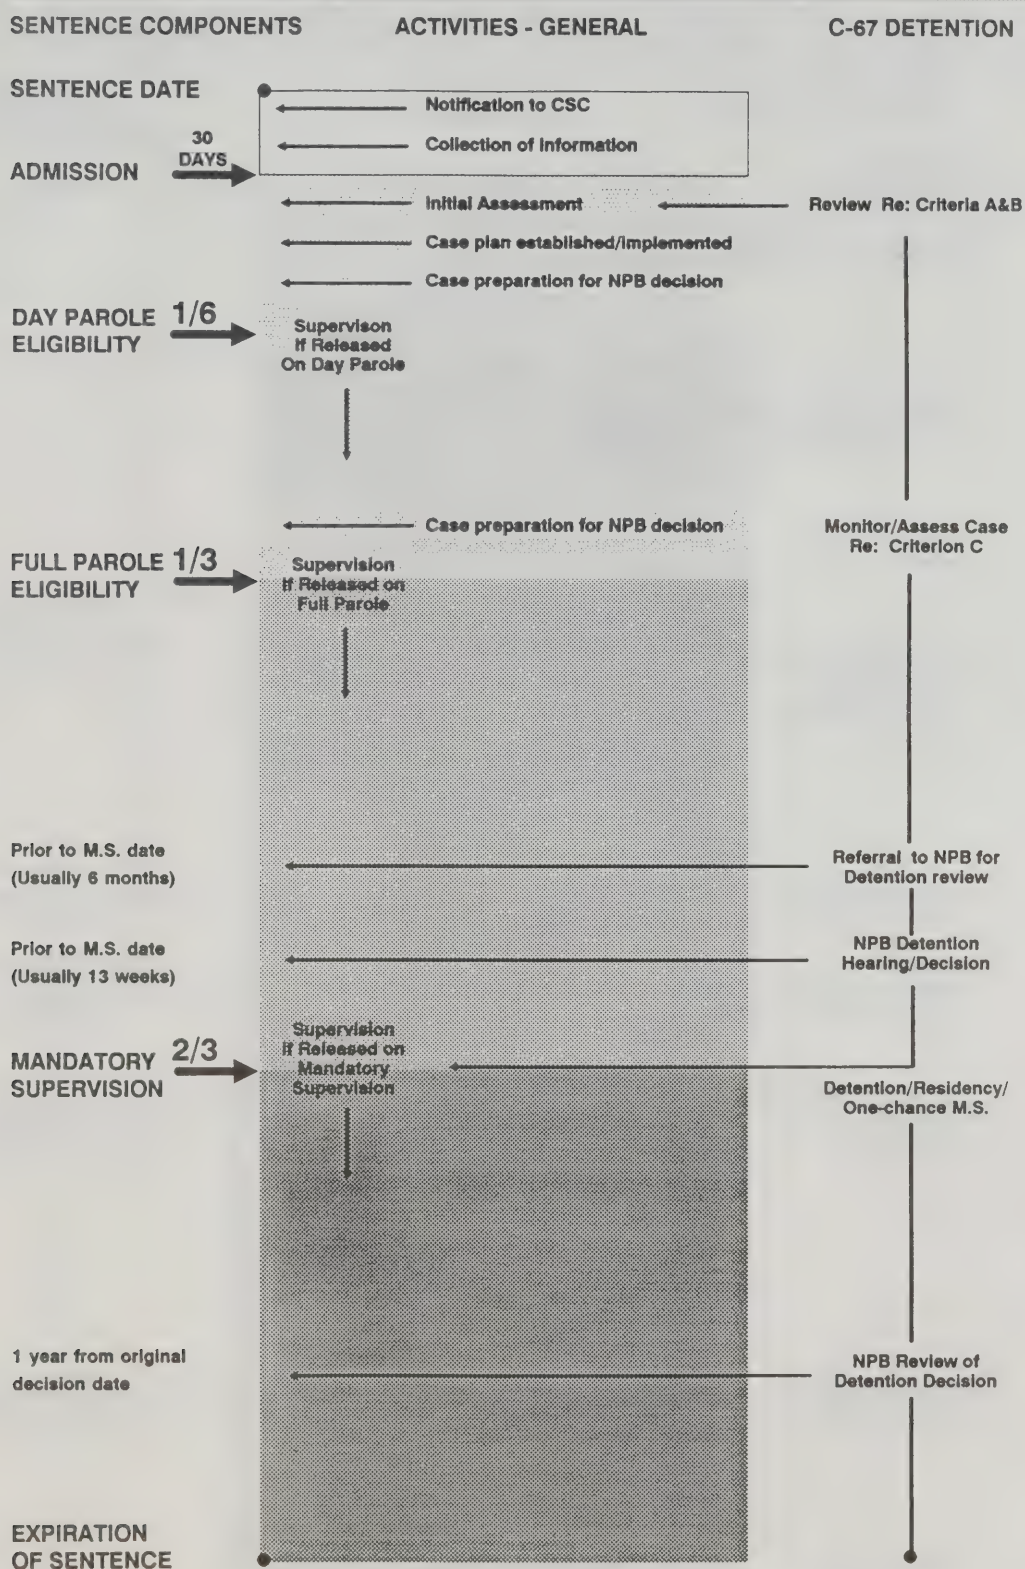 SENTENCE COMPONENTS
ACTIVITIES - GENERAL
C-67 DETENTION
SENTENCE DATE
Notification to CSC
Collection of Information
30
DAYS
ADMISSION
Initial Assessment
Review Re: Criteria A&B
Case plan established/implemented
Case preparation for NPB decision
DAY PAROLE
ELIGIBILITY
1/6
Supervison
If Released
On Day Parole
Case preparation for NPB decision
Monitor/Assess Case
Re: Criterion C
FULL PAROLE
ELIGIBILITY
1/3
Supervision
If Released on
Full Parole
Prior to M.S. date
(Usually 6 months)
Referral to NPB for
Detention review
Prior to M.S. date
(Usually 13 weeks)
NPB Detention
Hearing/Decision
MANDATORY
SUPERVISION
2/3
Supervision
If Released on
Mandatory
Supervision
Detention/Residency/
One-chance M.S.
1 year from original
decision date
NPB Review of
Detention Decision
EXPIRATION
OF SENTENCE